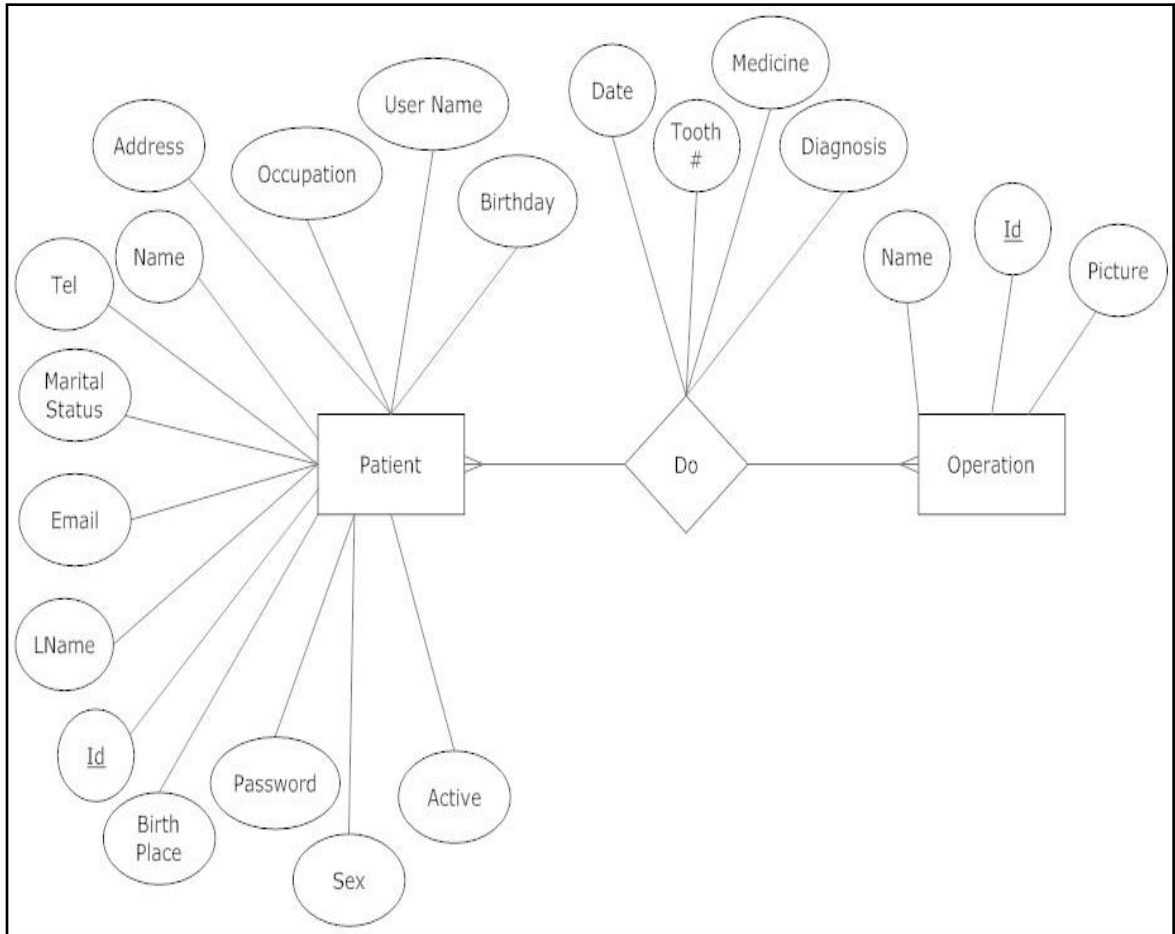 Medicine
Date
User Name
Tooth
#
Diagnosis
Address
Occupation
Birthday
Id
Name
Name
Picture
Tel
Marital
Status
Patient
Do
Operation
Email
LName
Id
Password
Active
Birth
Place
Sex